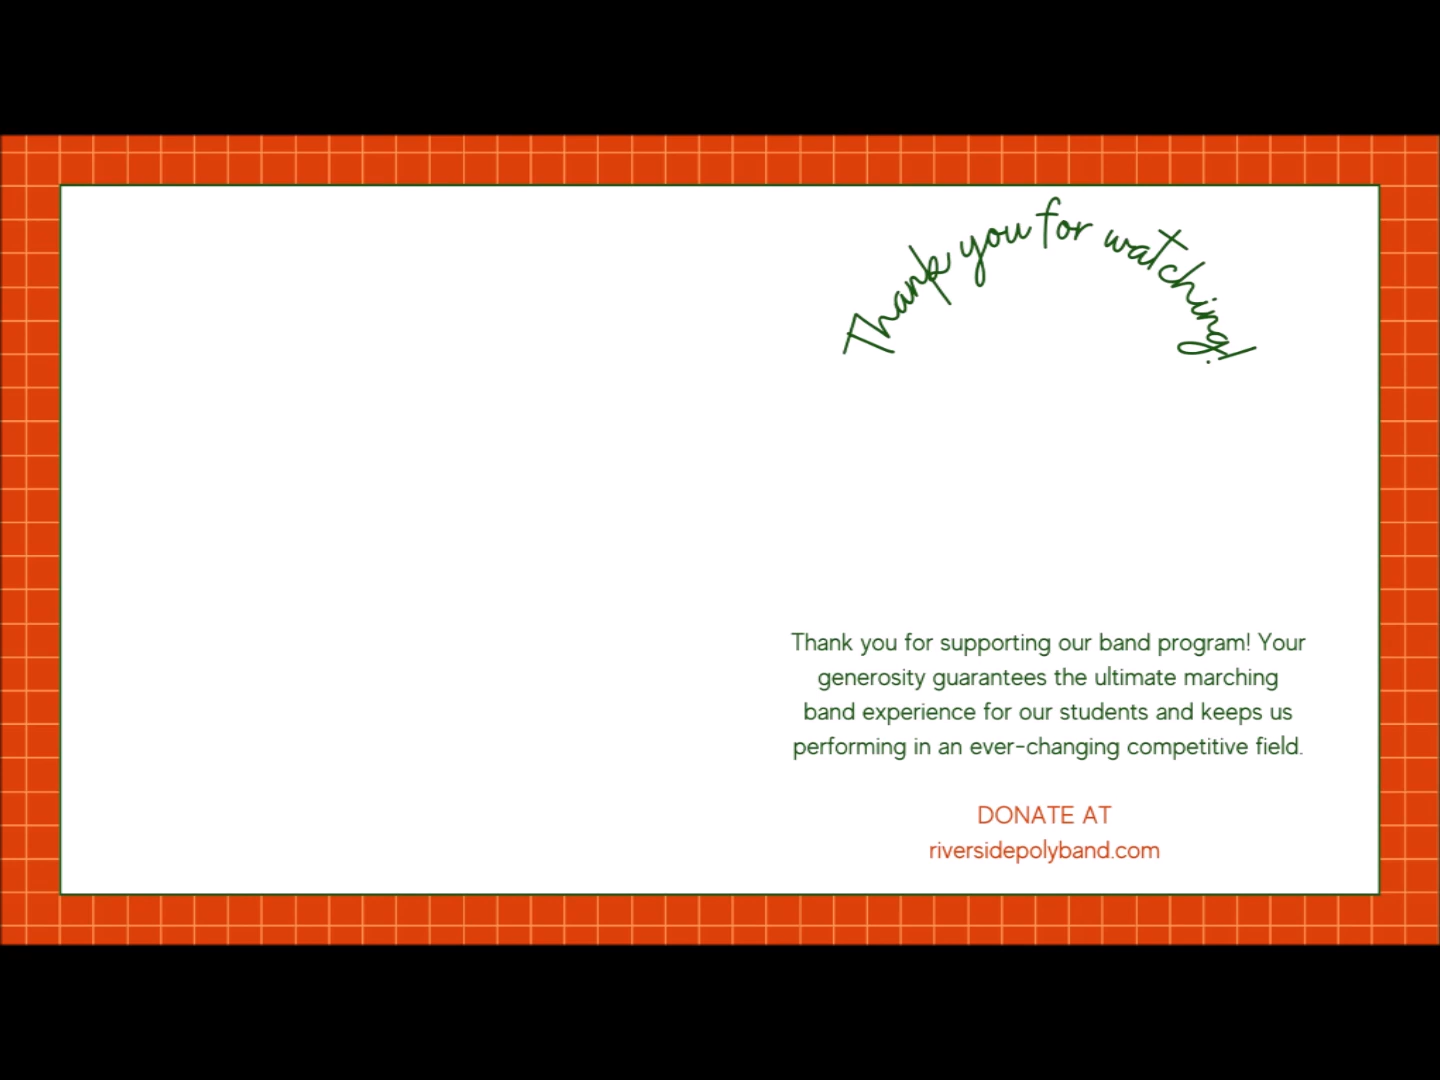 Thank you for watching!
Thank you for supporting our band program! Your
generosity guarantees the ultimate marching
band experience for our students and keeps us
performing in an ever-changing competitive field.
DONATE AT
riversidepolyband.com